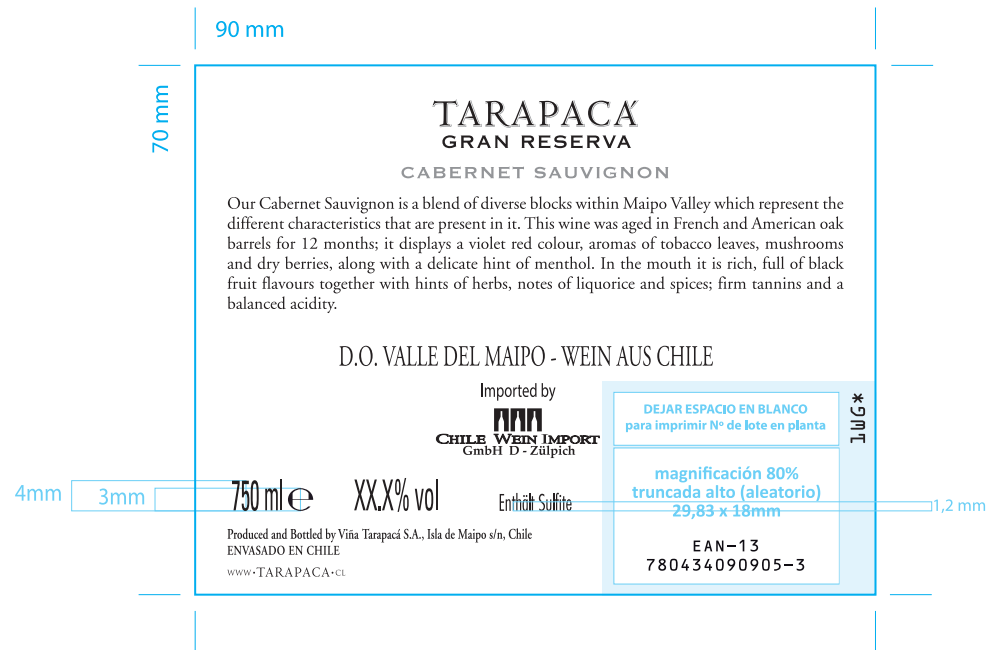 90 mm
70 mm
TARAPACÁ
GRAN RESERVA
CABERNET SAUVIGNON
Our Cabernet Sauvignon is a blend of diverse blocks within Maipo Valley which represent the
different characteristics that are present in it. This wine was aged in French and American oak
barrels for 12 months; it displays a violet red colour, aromas of tobacco leaves, mushrooms
and dry berries, along with a delicate hint of menthol. In the mouth it is rich, full of black
fruit flavours together with hints of herbs, notes of liquorice and spices; firm tannins and a
balanced acidity.
D.O. VALLE DEL MAIPO - WEIN AUS CHILE
Imported by
CHILE WEIN IMPORT
GmbH D - Zülpich
DEJAR ESPACIO EN BLANCO
para imprimir Nº de lote en planta
*GWL
4mm
3mm
750 ml e
XX.X% vol
Enthält Sulfite
magnificación 80%
truncada alto (aleatorio)
29,83 x 18mm
1,2 mm
EAN-13
780434090905-3
Produced and Bottled by Viña Tarapacá S.A., Isla de Maipo s/n, Chile
ENVASADO EN CHILE
WWW•TARAPACA•CL